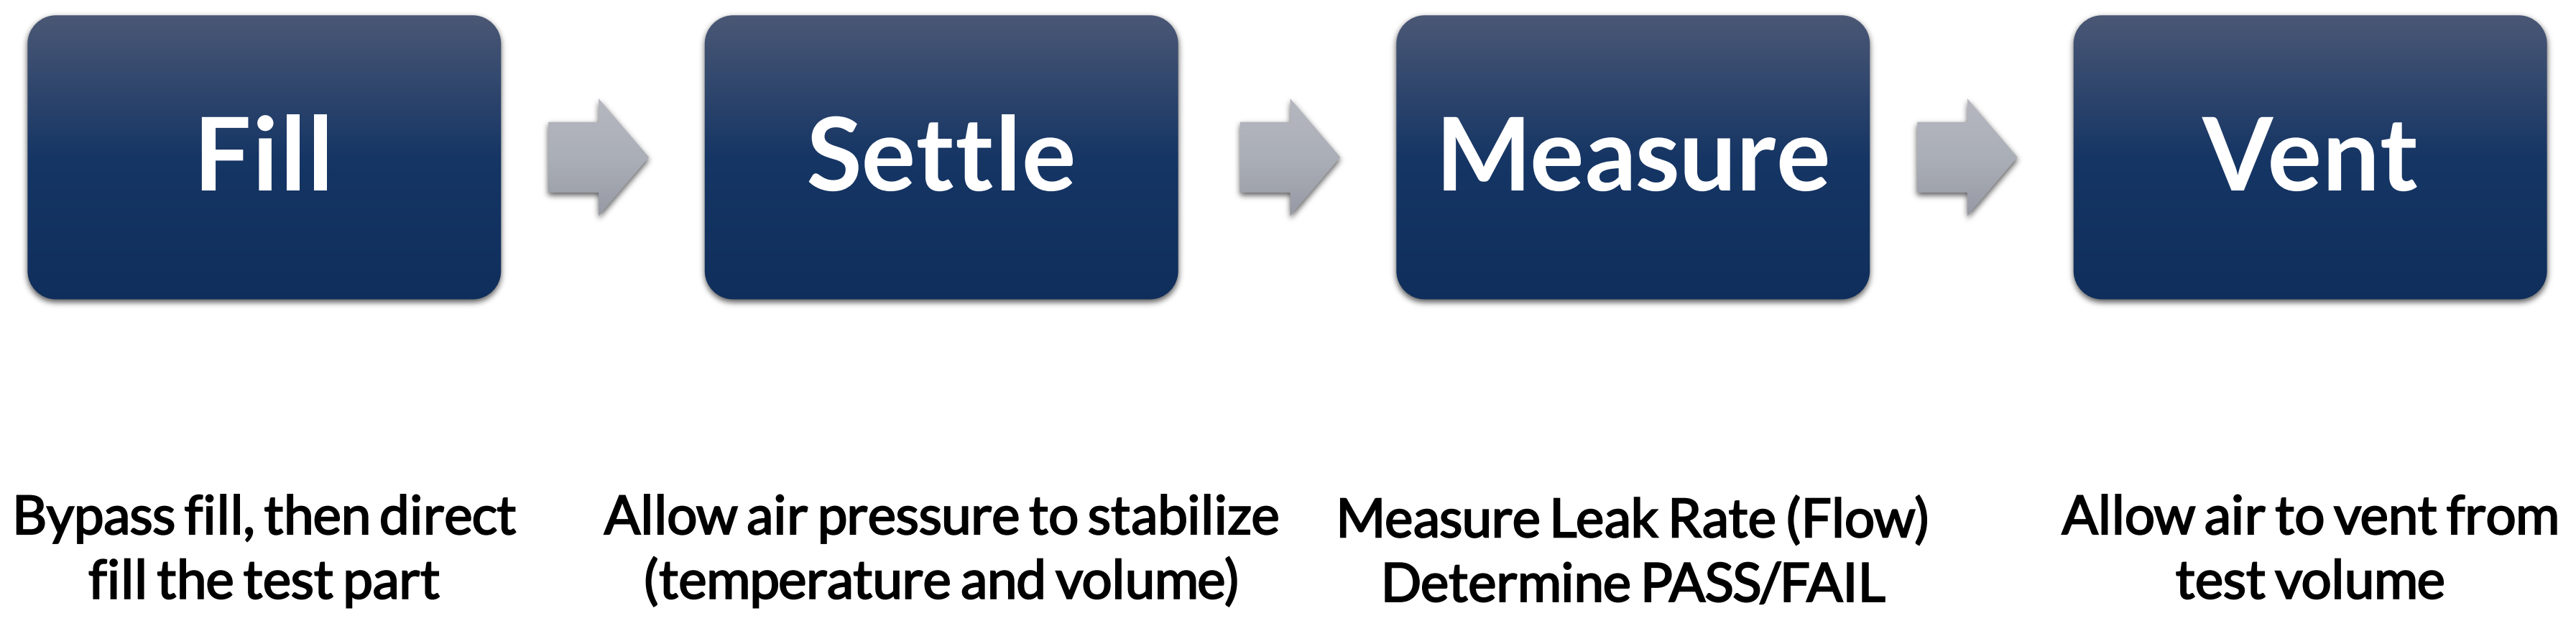 Fill
Settle
Measure
Vent
Bypass fill, then direct
fill the test part
Allow air pressure to stabilize
(temperature and volume)
Measure Leak Rate (Flow)
Determine PASS/FAIL
Allow air to vent from
test volume